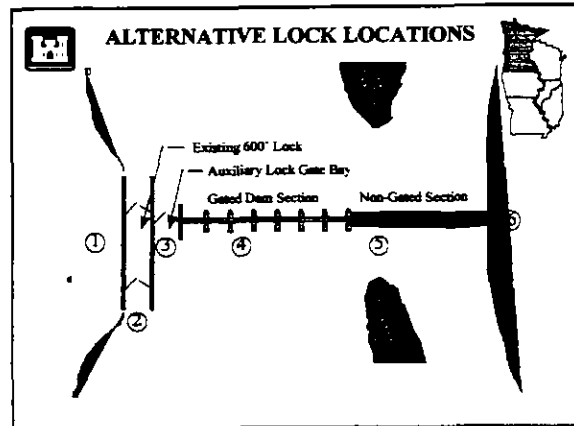 ALTERNATIVE LOCK LOCATIONS
Existing 600' Lock
Auxiliary Lock Gate Bay
Gated Dam Section
Non-Gated Section
1
3
4
5
6
2